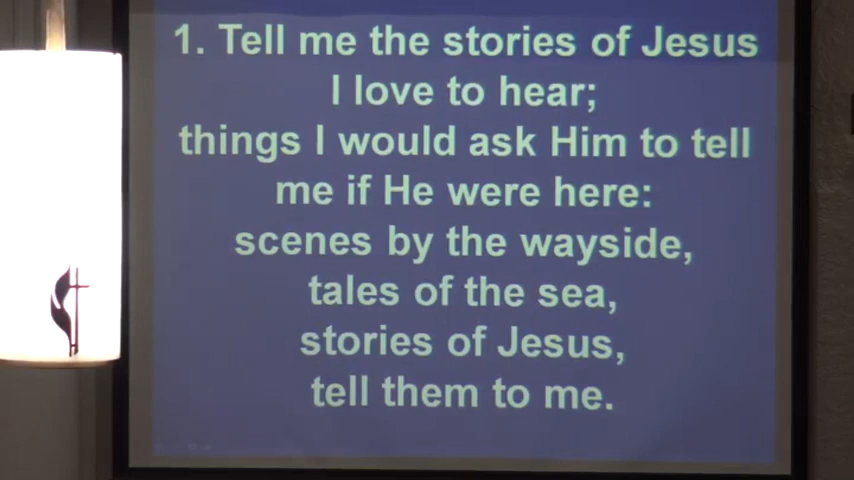 1. Tell me the stories of Jesus
I love to hear;
things I would ask Him to tell
me if He were here:
scenes by the wayside,
tales of the sea,
stories of Jesus,
tell them to me.